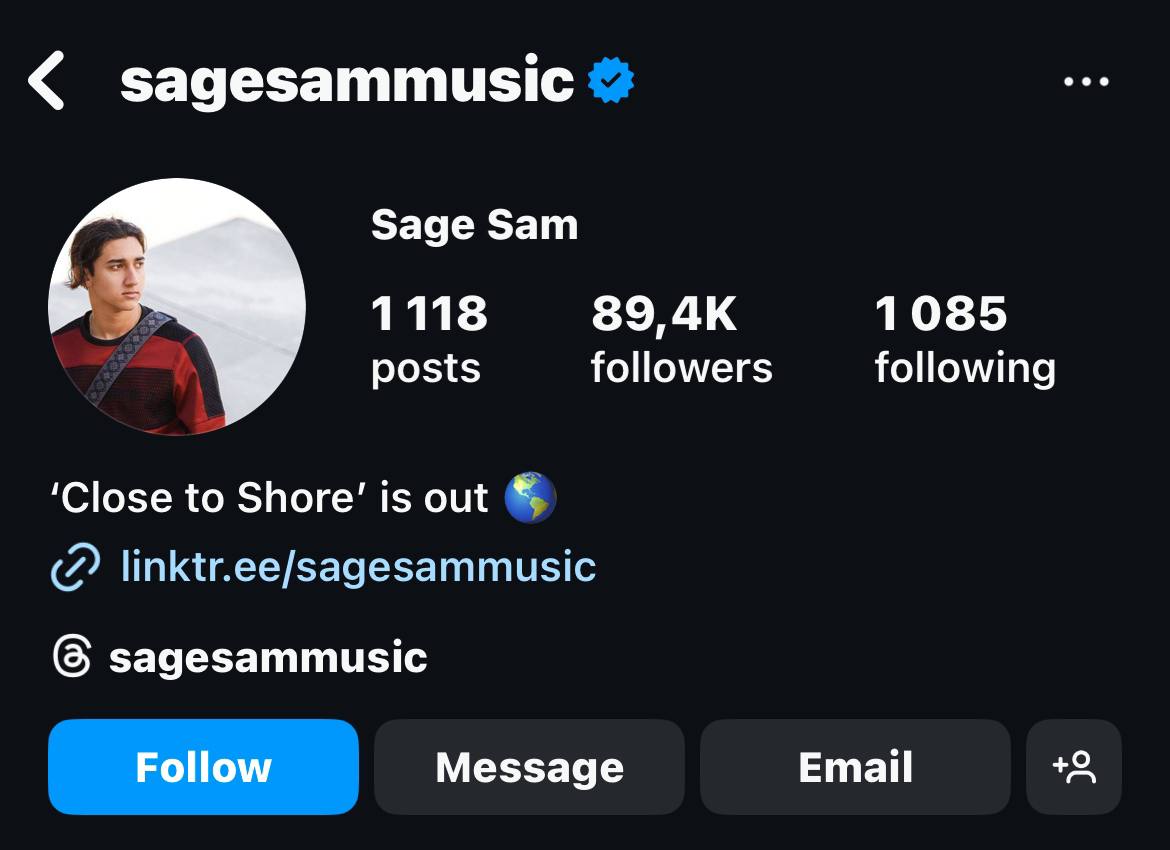 sagesammusic
Sage Sam
1 118 89,4K 1 085
posts followers following
‘Close to Shore’ is out 🌎
linktr.ee/sagesammusic
sagesammusic
Follow Message Email